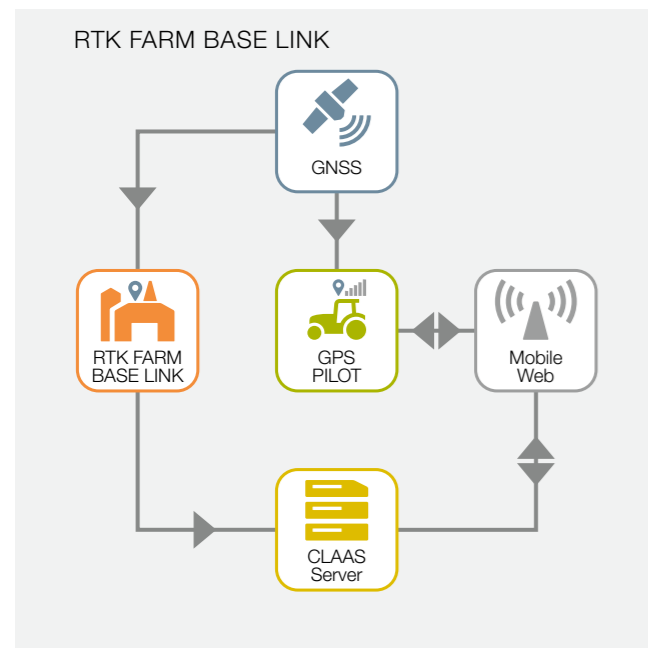 RTK FARM BASE LINK
GNSS
RTK FARM
BASE LINK
GPS
PILOT
Mobile
Web
CLAAS
Server